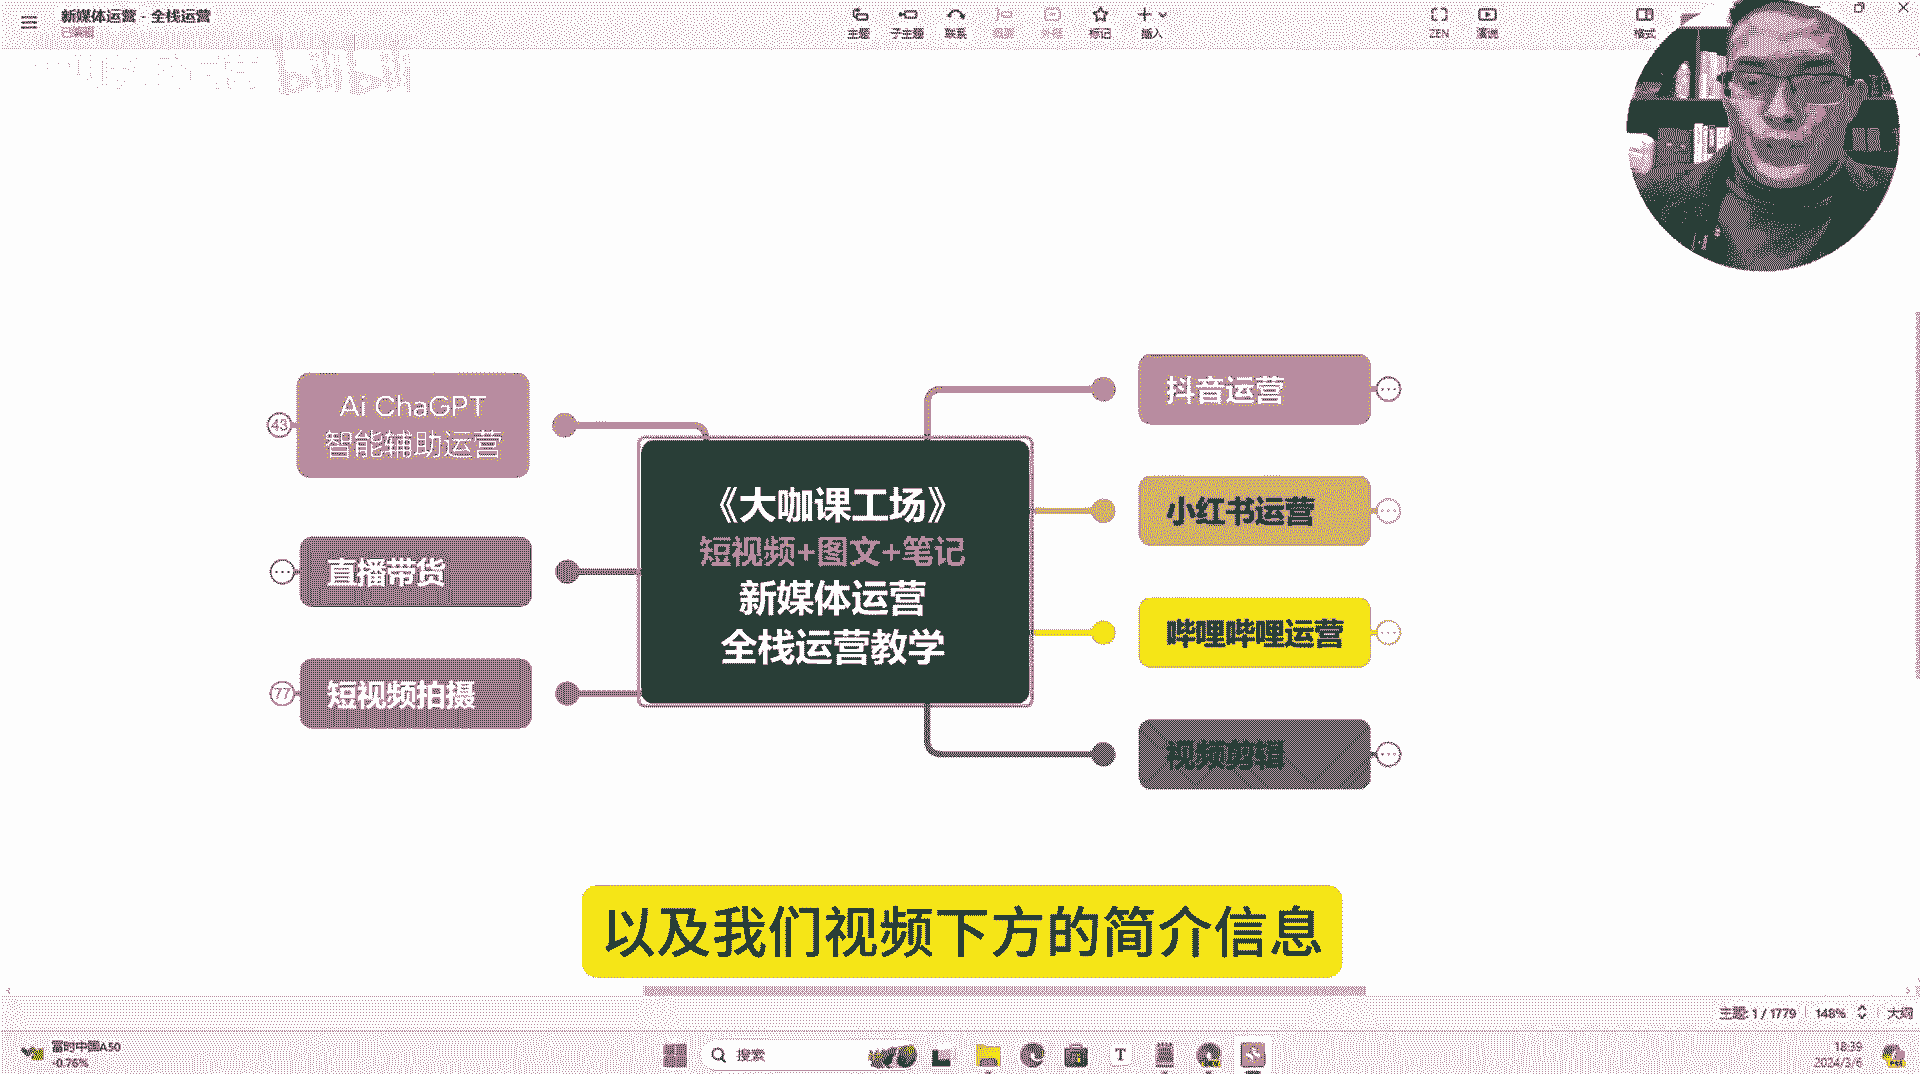 新媒体运营 - 全栈运营
已编辑
主题
子主题
联系
概要
外框
标记
插入
ZEN
演说
格式
Ai ChaGPT
智能辅助运营
43
直播带货
短视频拍摄
77
《大咖课工场》
短视频+图文+笔记
新媒体运营
全栈运营教学
抖音运营
小红书运营
哔哩哔哩运营
视频剪辑
以及我们视频下方的简介信息
主题: 1 / 1779
148%
大纲
富时中国A50
-0.76%
搜索
18:39
2024/3/6